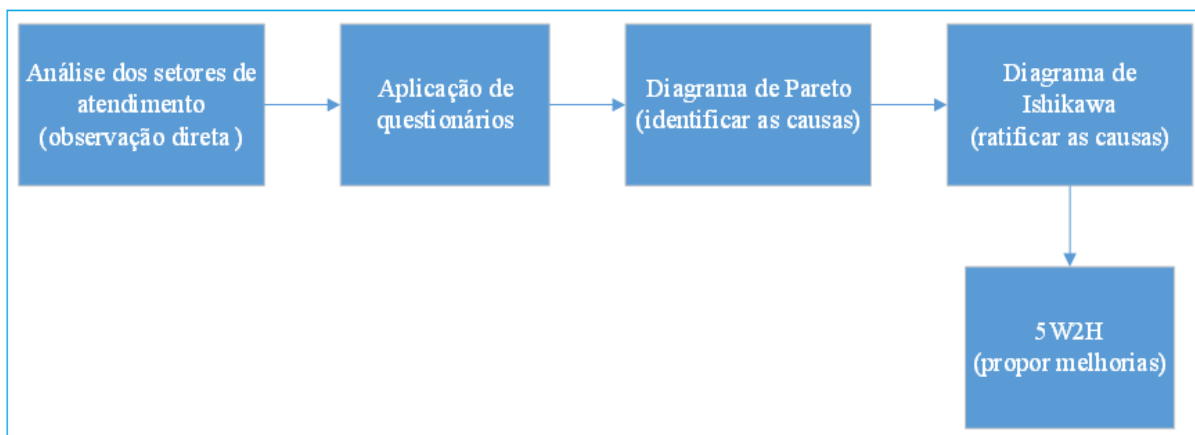 Análise dos setores de
atendimento
(observação direta )
Aplicação de
questionários
Diagrama de Pareto
(identificar as causas)
Diagrama de
Ishikawa
(ratificar as causas)
5W2H
(propor melhorias)